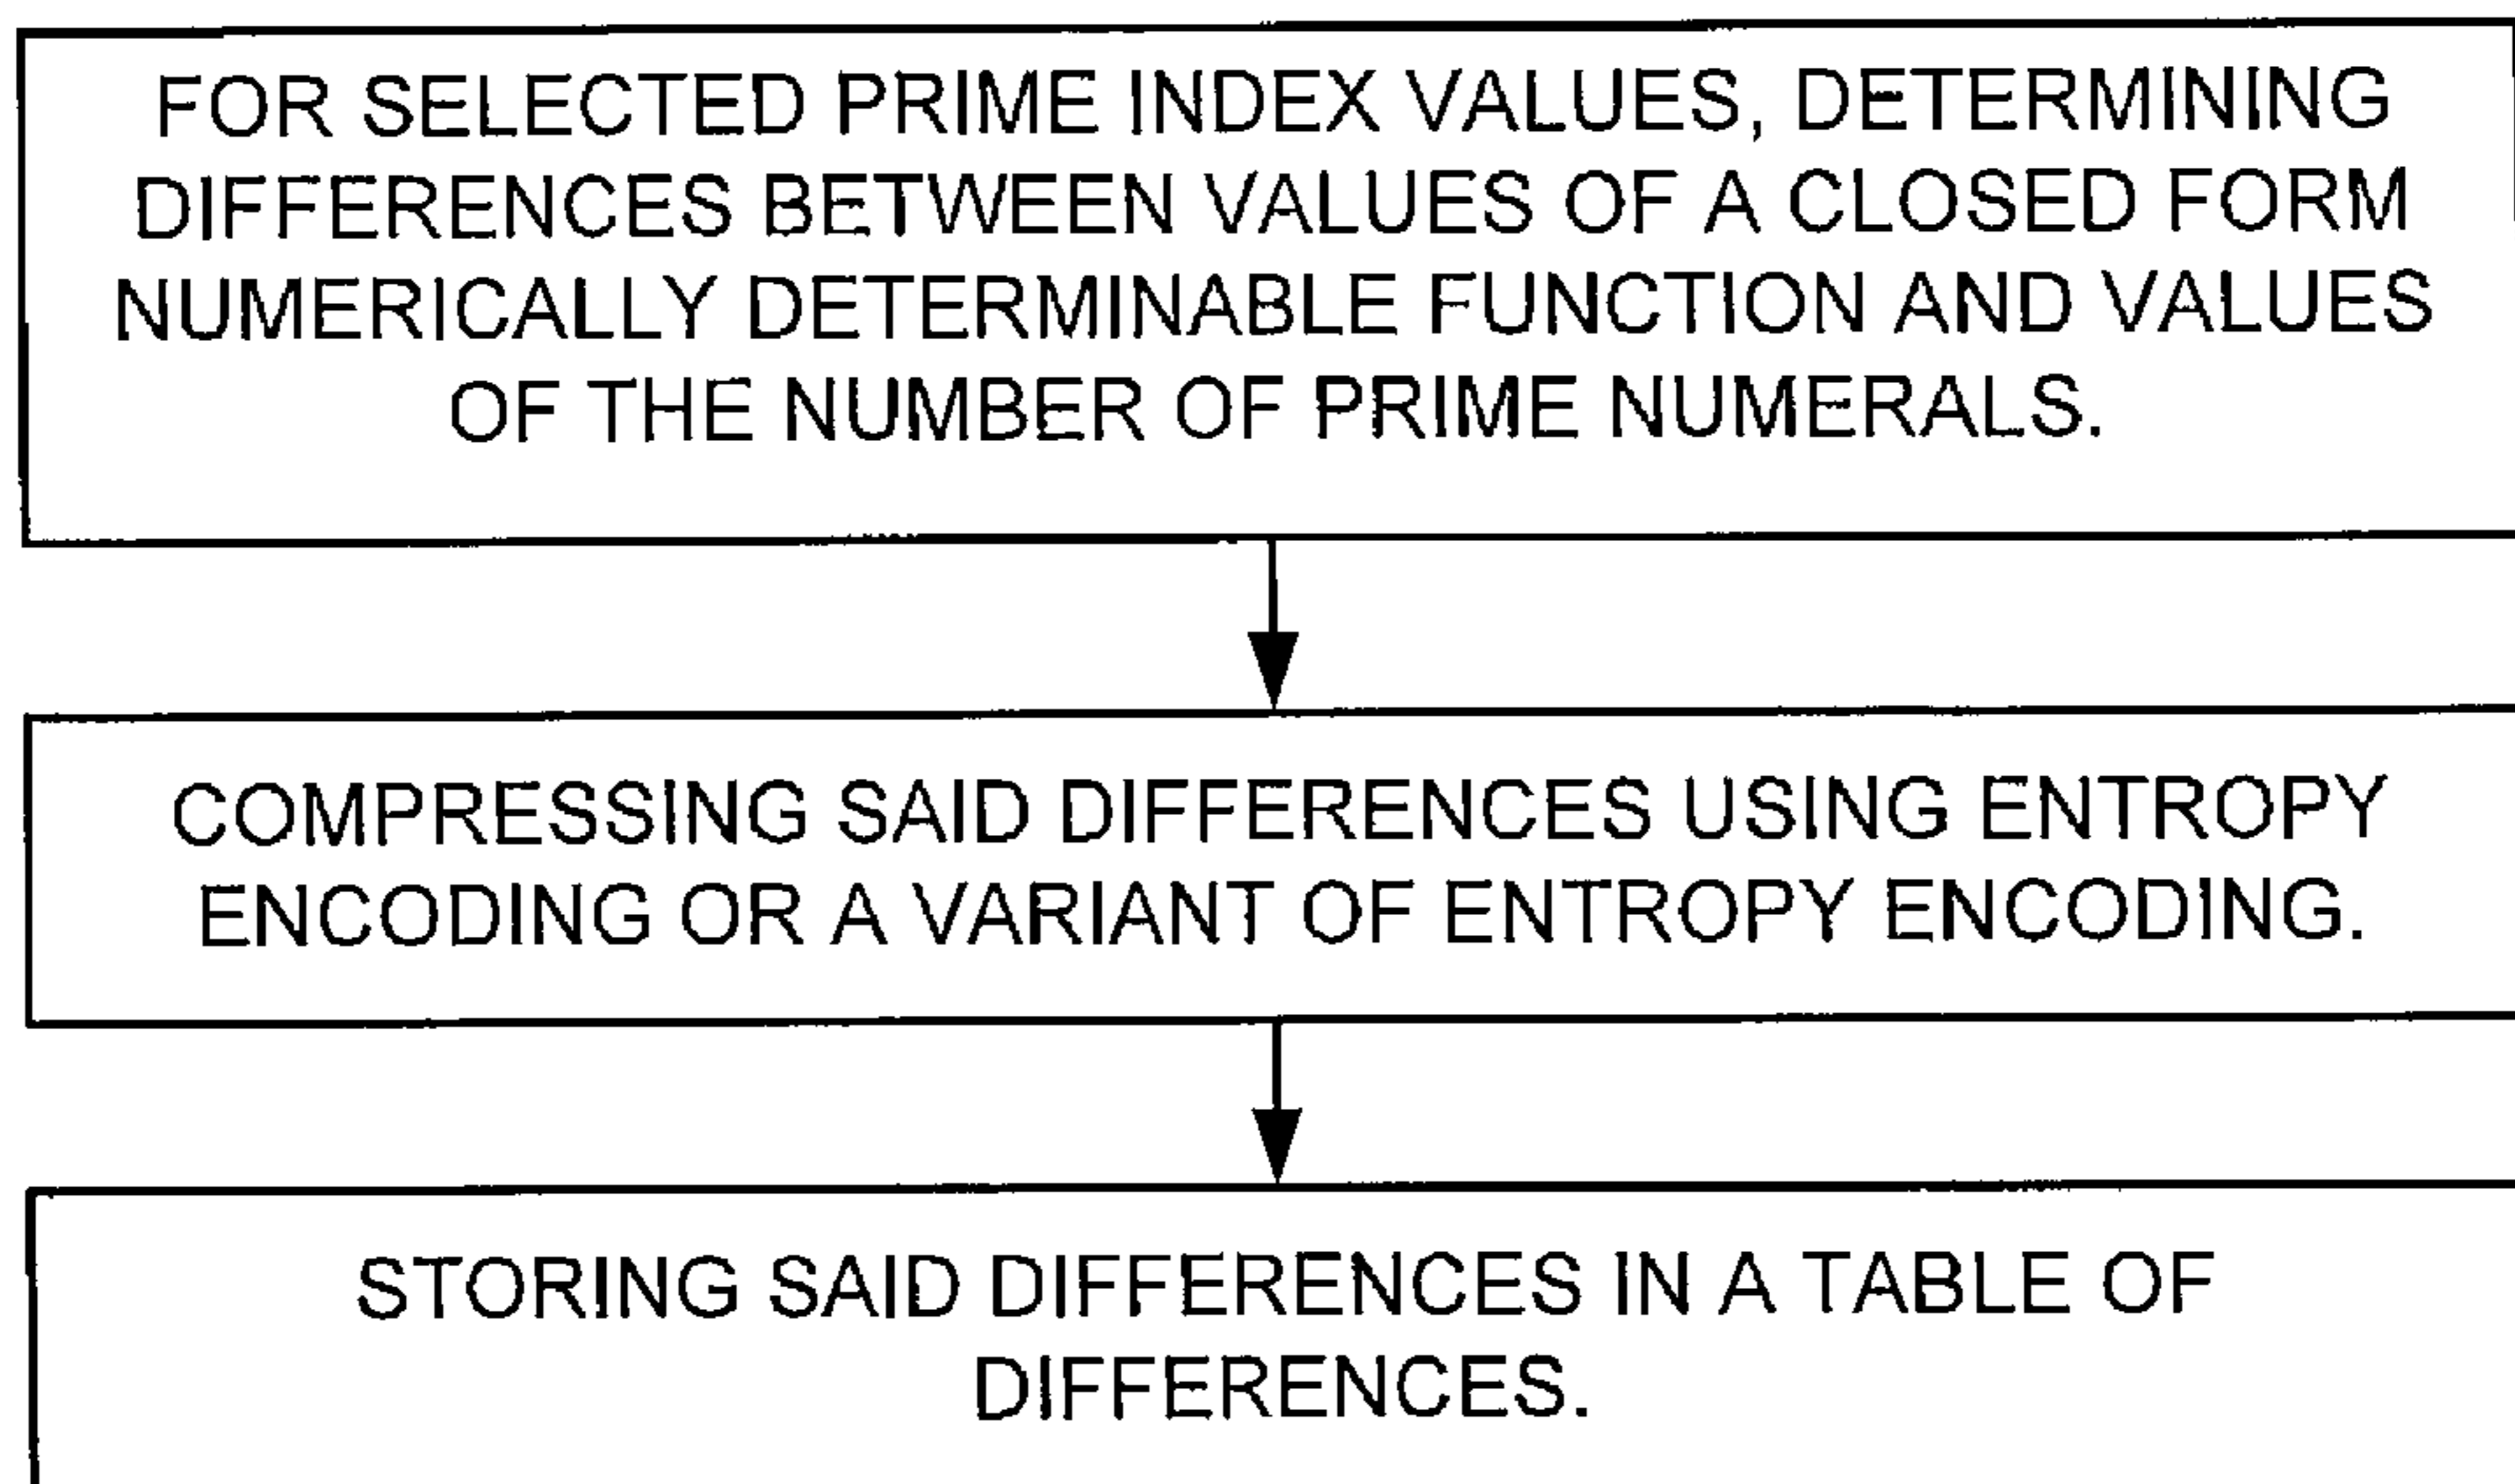 FOR SELECTED PRIME INDEX VALUES, DETERMINING
DIFFERENCES BETWEEN VALUES OF A CLOSED FORM
NUMERICALLY DETERMINABLE FUNCTION AND VALUES
OF THE NUMBER OF PRIME NUMERALS.
COMPRESSING SAID DIFFERENCES USING ENTROPY
ENCODING OR A VARIANT OF ENTROPY ENCODING.
STORING SAID DIFFERENCES IN A TABLE OF
DIFFERENCES.